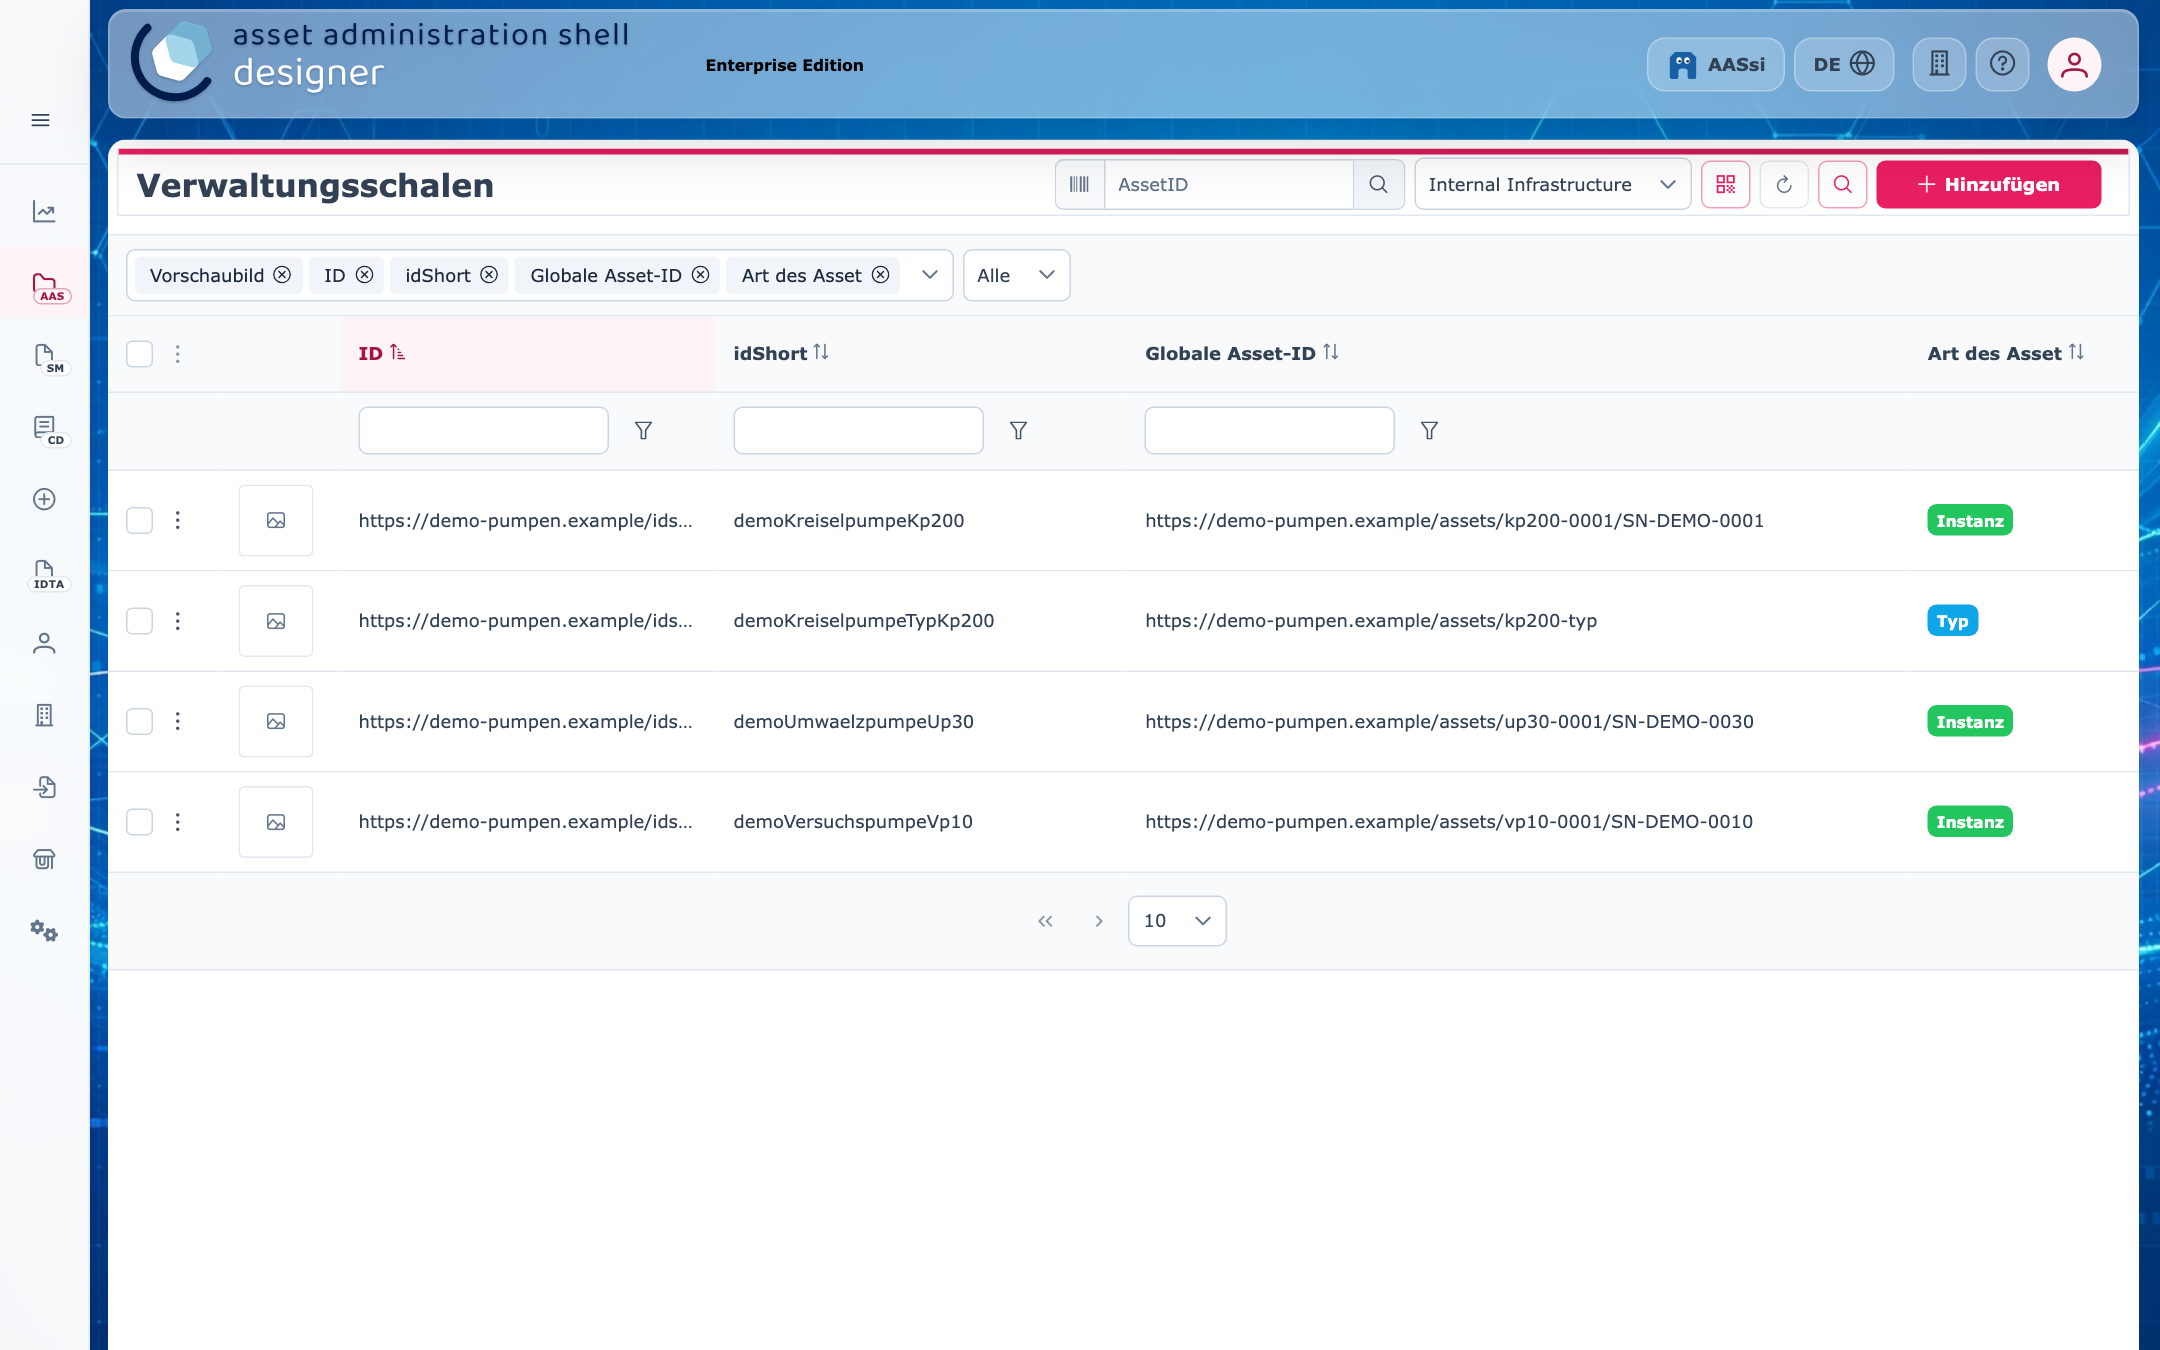 asset administration shell
designer
Enterprise Edition
AASsi
DE
Verwaltungsschalen
AssetID
Internal Infrastructure
Hinzufügen
AAS
SM
CD
IDTA
Vorschaubild
ID
idShort
Globale Asset-ID
Art des Asset
Alle
ID
idShort
Globale Asset-ID
Art des Asset
https://demo-pumpen.example/ids... demoKreiselpumpeKp200 https://demo-pumpen.example/assets/kp200-0001/SN-DEMO-0001 Instanz
https://demo-pumpen.example/ids... demoKreiselpumpeTypKp200 https://demo-pumpen.example/assets/kp200-typ Typ
https://demo-pumpen.example/ids... demoUmwaelzpumpeUp30 https://demo-pumpen.example/assets/up30-0001/SN-DEMO-0030 Instanz
https://demo-pumpen.example/ids... demoVersuchspumpeVp10 https://demo-pumpen.example/assets/vp10-0001/SN-DEMO-0010 Instanz
10